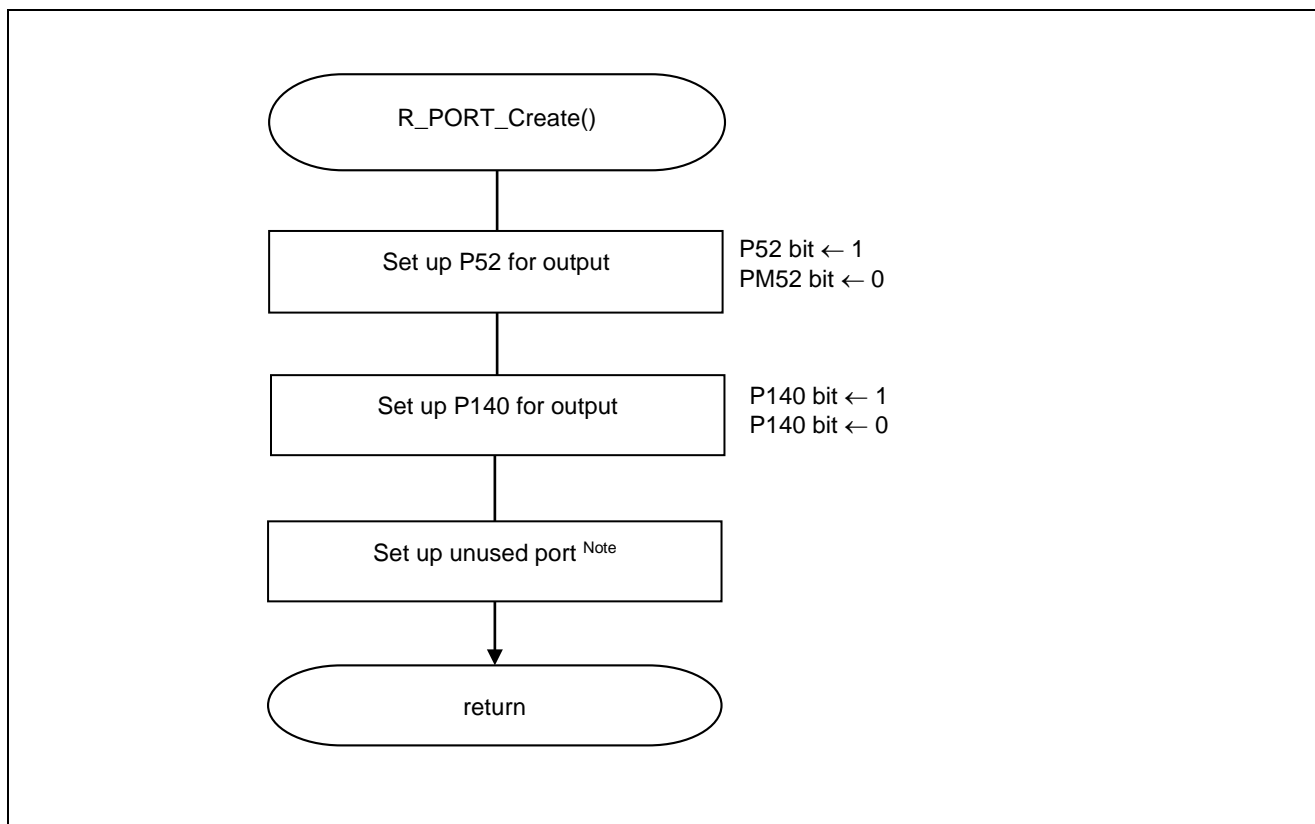 R_PORT_Create()
Set up P52 for output
P52 bit ← 1
PM52 bit ← 0
Set up P140 for output
P140 bit ← 1
P140 bit ← 0
Set up unused port Note
return